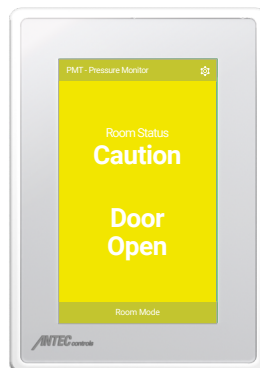 PMT - Pressure Monitor
Room Status
Caution
Door
Open
Room Mode
ANTEC controls